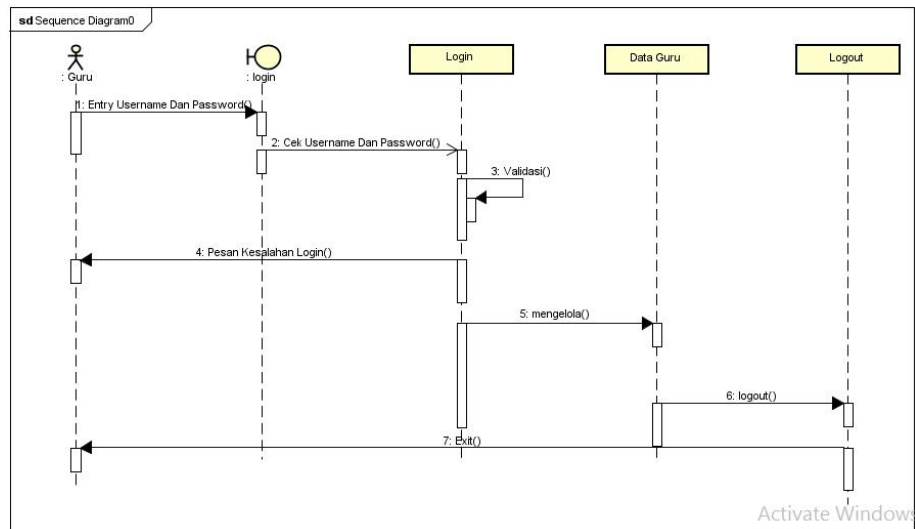 sd Sequence Diagram0
: Guru
: login
Login
Data Guru
Logout
1: Entry Username Dan Password()
2: Cek Username Dan Password()
3: Validasi()
4: Pesan Kesalahan Login()
5: mengelola()
6: logout()
7: Exit()
Activate Windows